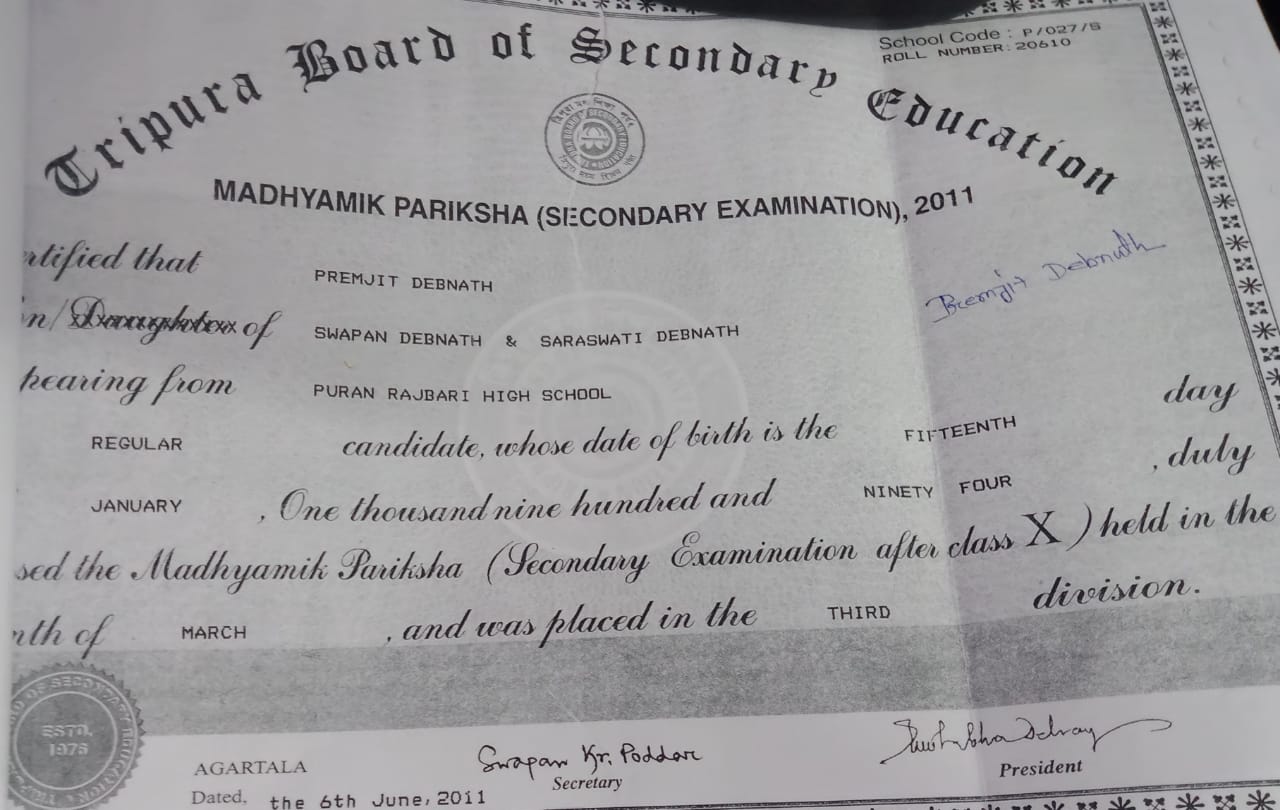 School Code : P/027/S
ROLL NUMBER: 20610
Tripura Board of Secondary Education
MADHYAMIK PARIKSHA (SECONDARY EXAMINATION), 2011
rtified that PREMJIT DEBNATH
Premjit Debnath
n/Daughter of SWAPAN DEBNATH & SARASWATI DEBNATH
pearing from PURAN RAJBARI HIGH SCHOOL
REGULAR candidate, whose date of birth is the FIFTEENTH day
JANUARY , One thousand nine hundred and NINETY FOUR , duly
sed the Madhyamik Pariksha (Secondary Examination after class X ) held in the
nth of MARCH , and was placed in the THIRD division.
ESTD.
1976
Swapan Kr. Poddar
AGARTALA
Secretary
President
Dated, the 6th June, 2011